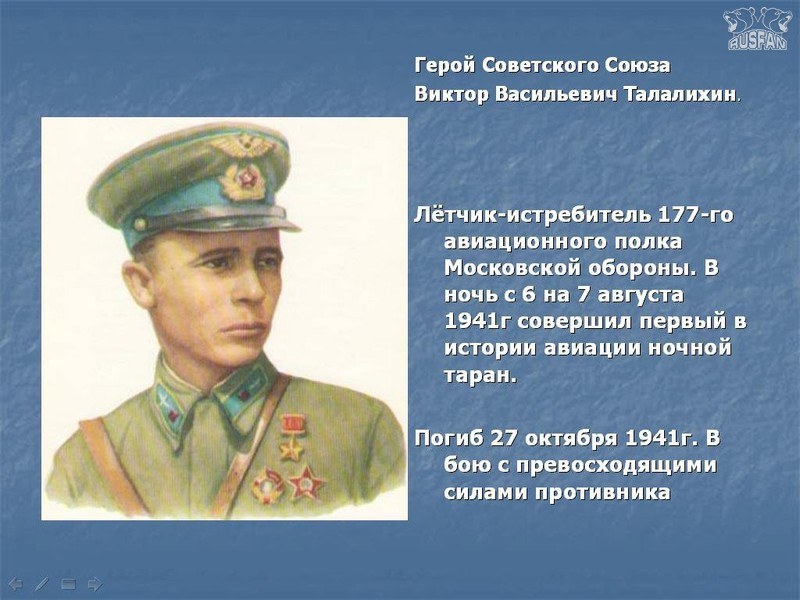 RUSFAN
Герой Советского Союза
Виктор Васильевич Талалихин.
Лётчик-истребитель 177-го
авиационного полка
Московской обороны. В
ночь с 6 на 7 августа
1941г совершил первый в
истории авиации ночной
таран.
Погиб 27 октября 1941г. В
бою с превосходящими
силами противника